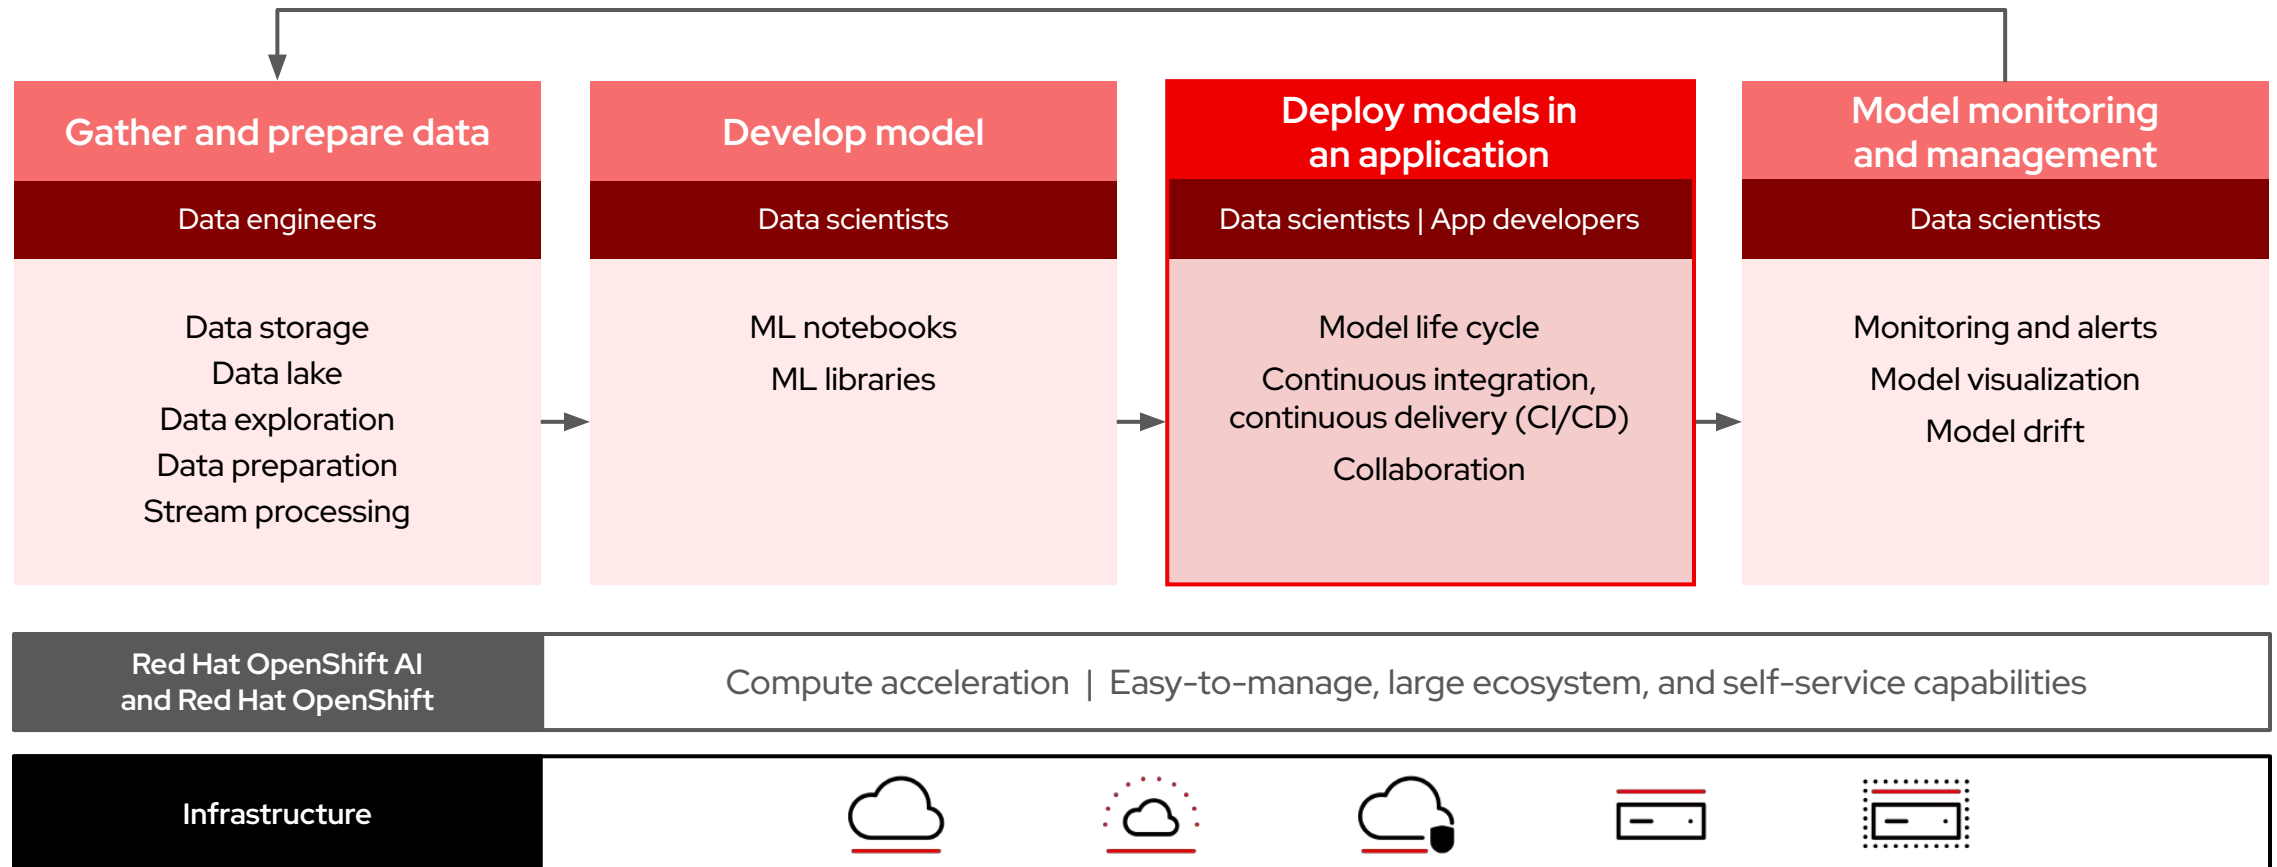 Gather and prepare data
Data engineers
Data storage
Data lake
Data exploration
Data preparation
Stream processing
Develop model
Data scientists
ML notebooks
ML libraries
Deploy models in
an application
Data scientists | App developers
Model life cycle
Continuous integration,
continuous delivery (CI/CD)
Collaboration
Model monitoring
and management
Data scientists
Monitoring and alerts
Model visualization
Model drift
Red Hat OpenShift AI
and Red Hat OpenShift
Compute acceleration | Easy-to-manage, large ecosystem, and self-service capabilities
Infrastructure